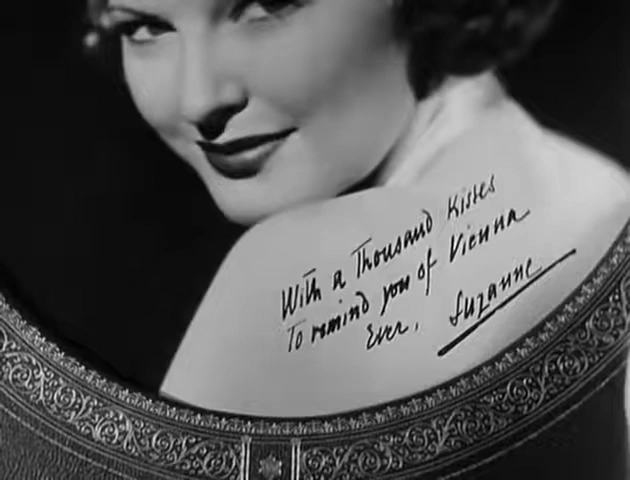 With a Thousand Kisses
To remind you of Vienna
Ever,
Suzanne